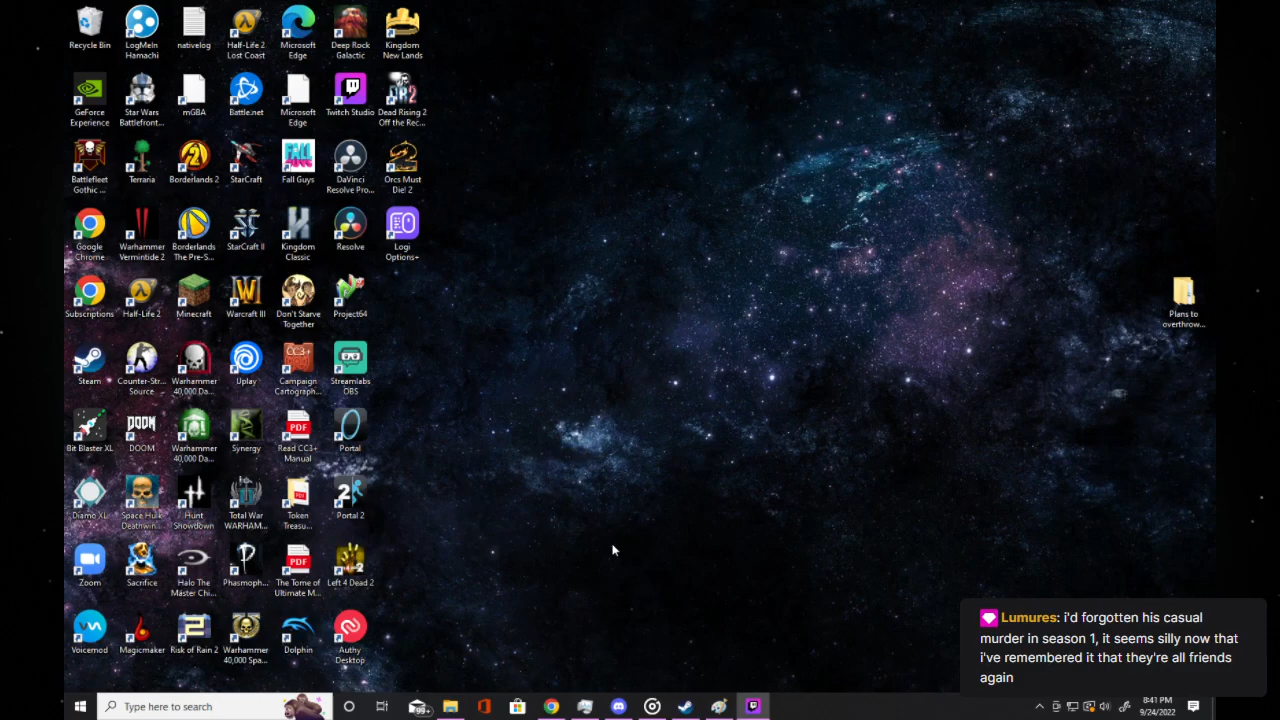 Recycle Bin
LogMeIn
Hamachi
nativelog
Half-Life 2
Lost Coast
Microsoft
Edge
Deep Rock
Galactic
Kingdom
New Lands
GeForce
Experience
Star Wars
Battlefront...
mGBA
Battle.net
Microsoft
Edge
Twitch Studio
Dead Rising 2
Off the Rec...
Battlefleet
Gothic ...
Terraria
Borderlands 2
StarCraft
FALL GUYS
Fall Guys
DaVinci
Resolve Pro...
Orcs Must
Die! 2
Google
Chrome
Warhammer
Vermintide 2
Borderlands
The Pre-S...
StarCraft II
Kingdom
Classic
Resolve
Logi
Options+
Subscriptions
Half-Life 2
Minecraft
Warcraft III
Don't Starve
Together
Project64
Plans to
overthrow...
Steam
Counter-Str...
Source
Warhammer
40,000 Da...
Uplay
CC3+
Campaign
Cartograph...
Streamlabs
OBS
Bit Blaster XL
DOOM
DOOM
Warhammer
40,000 Da...
Synergy
PDF
Read CC3+
Manual
Portal
Diamo XL
Space Hulk
Deathwin...
Hunt
Showdown
Total War
WARHAM...
PDF
Token
Treasu...
2
Portal 2
Zoom
Sacrifice
Halo The
Master Chi...
Phasmoph...
PDF
The Tome of
Ultimate M...
Left 4 Dead 2
Voicemod
Magicmaker
Risk of Rain 2
Warhammer
40,000 Spa...
Dolphin
Authy
Desktop
Lumures: i'd forgotten his casual
murder in season 1, it seems silly now that
i've remembered it that they're all friends
again
Type here to search
99+
8:41 PM
9/24/2022